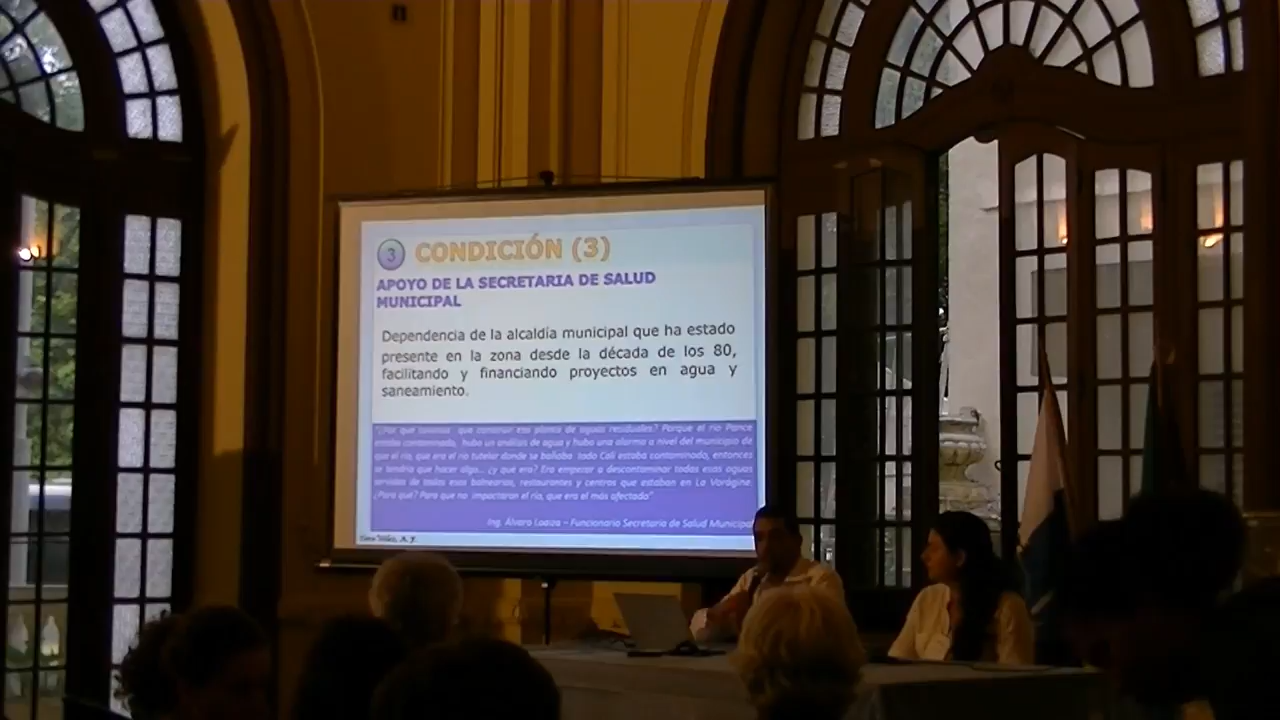 3 CONDICIÓN (3)
APOYO DE LA SECRETARIA DE SALUD
MUNICIPAL
Dependencia de la alcaldía municipal que ha estado
presente en la zona desde la década de los 80,
facilitando y financiando proyectos en agua y
saneamiento.
¿Por qué tuvimos que construir esa planta de aguas residuales? Porque el río Pance
estaba contaminado, hubo un análisis de agua y hubo una alarma a nivel del municipio de
que el río, que era el río tutelar donde se bañaba todo Cali estaba contaminado, entonces
se tendría que hacer algo... ¿y qué era? Era empezar a descontaminar todas esas aguas
servidas de todos esos balnearios, restaurantes y centros que estaban en La Vorágine.
¿Para qué? Para que no impactaran el río, que era el más afectado"
Ing. Álvaro Loaiza – Funcionario Secretaria de Salud Municipal